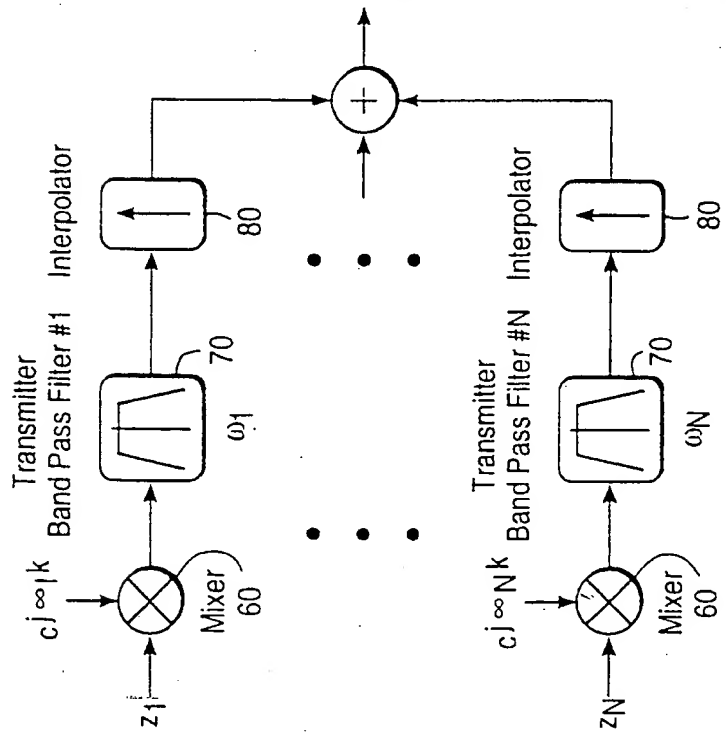 Transmitter
Band Pass Filter #1
Interpolator
c^j∞1^k
z1
Mixer
60
70
ω1
80
+
Transmitter
Band Pass Filter #N
Interpolator
c^j∞N^k
zN
Mixer
60
70
ωN
80